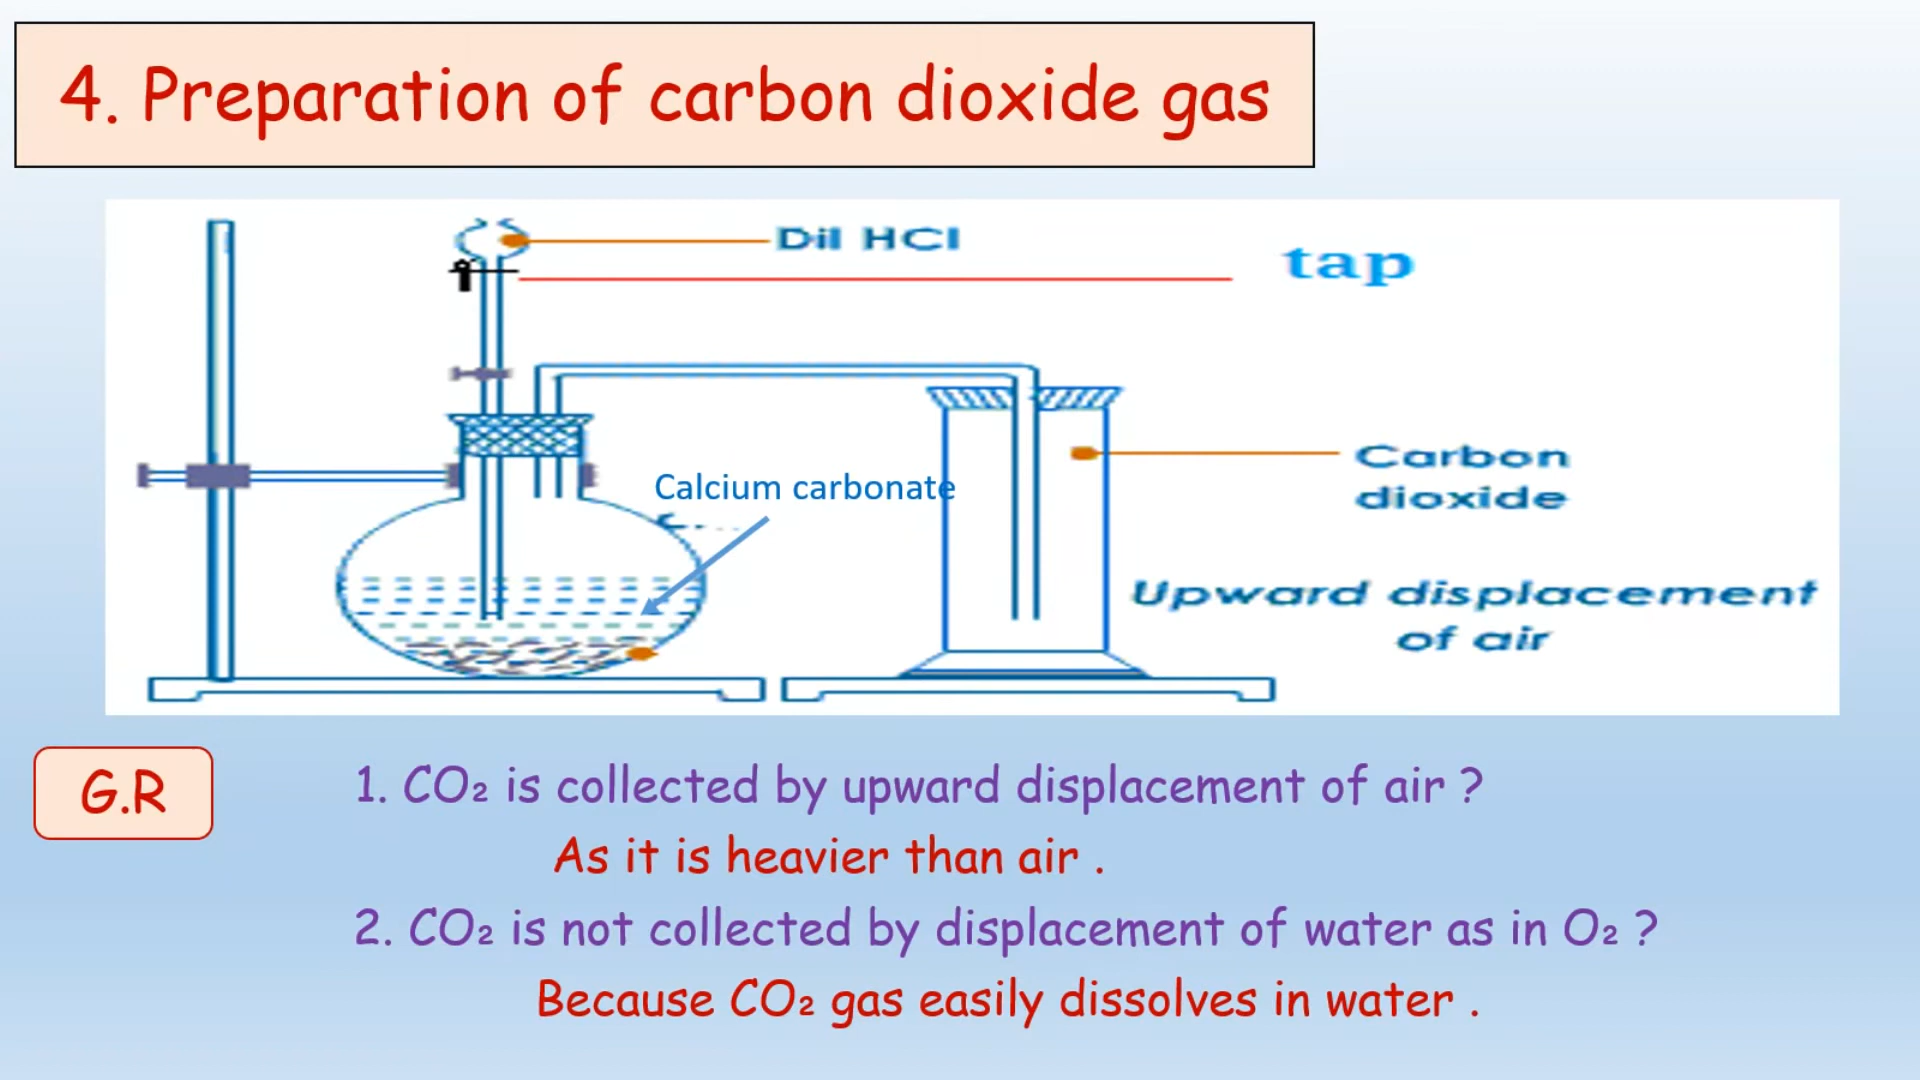 4. Preparation of carbon dioxide gas
Dil HCl
tap
Calcium carbonate
Carbon
dioxide
Upward displacement
of air
G.R
1. CO₂ is collected by upward displacement of air ?
As it is heavier than air .
2. CO₂ is not collected by displacement of water as in O₂ ?
Because CO₂ gas easily dissolves in water .